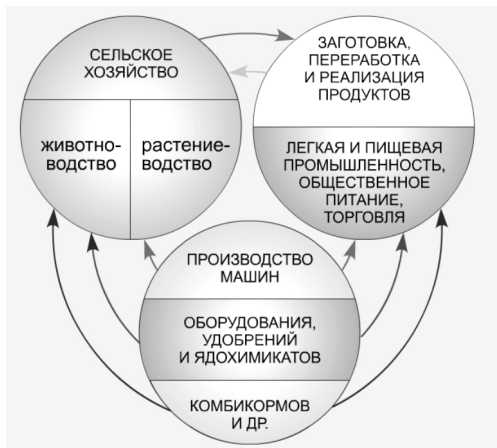 СЕЛЬСКОЕ
ХОЗЯЙСТВО
животно-
водство
растение-
водство
ЗАГОТОВКА,
ПЕРЕРАБОТКА
И РЕАЛИЗАЦИЯ
ПРОДУКТОВ
ЛЕГКАЯ И ПИЩЕВАЯ
ПРОМЫШЛЕННОСТЬ,
ОБЩЕСТВЕННОЕ
ПИТАНИЕ,
ТОРГОВЛЯ
ПРОИЗВОДСТВО
МАШИН
ОБОРУДОВАНИЯ,
УДОБРЕНИЙ
И ЯДОХИМИКАТОВ
КОМБИКОРМОВ
И ДР.